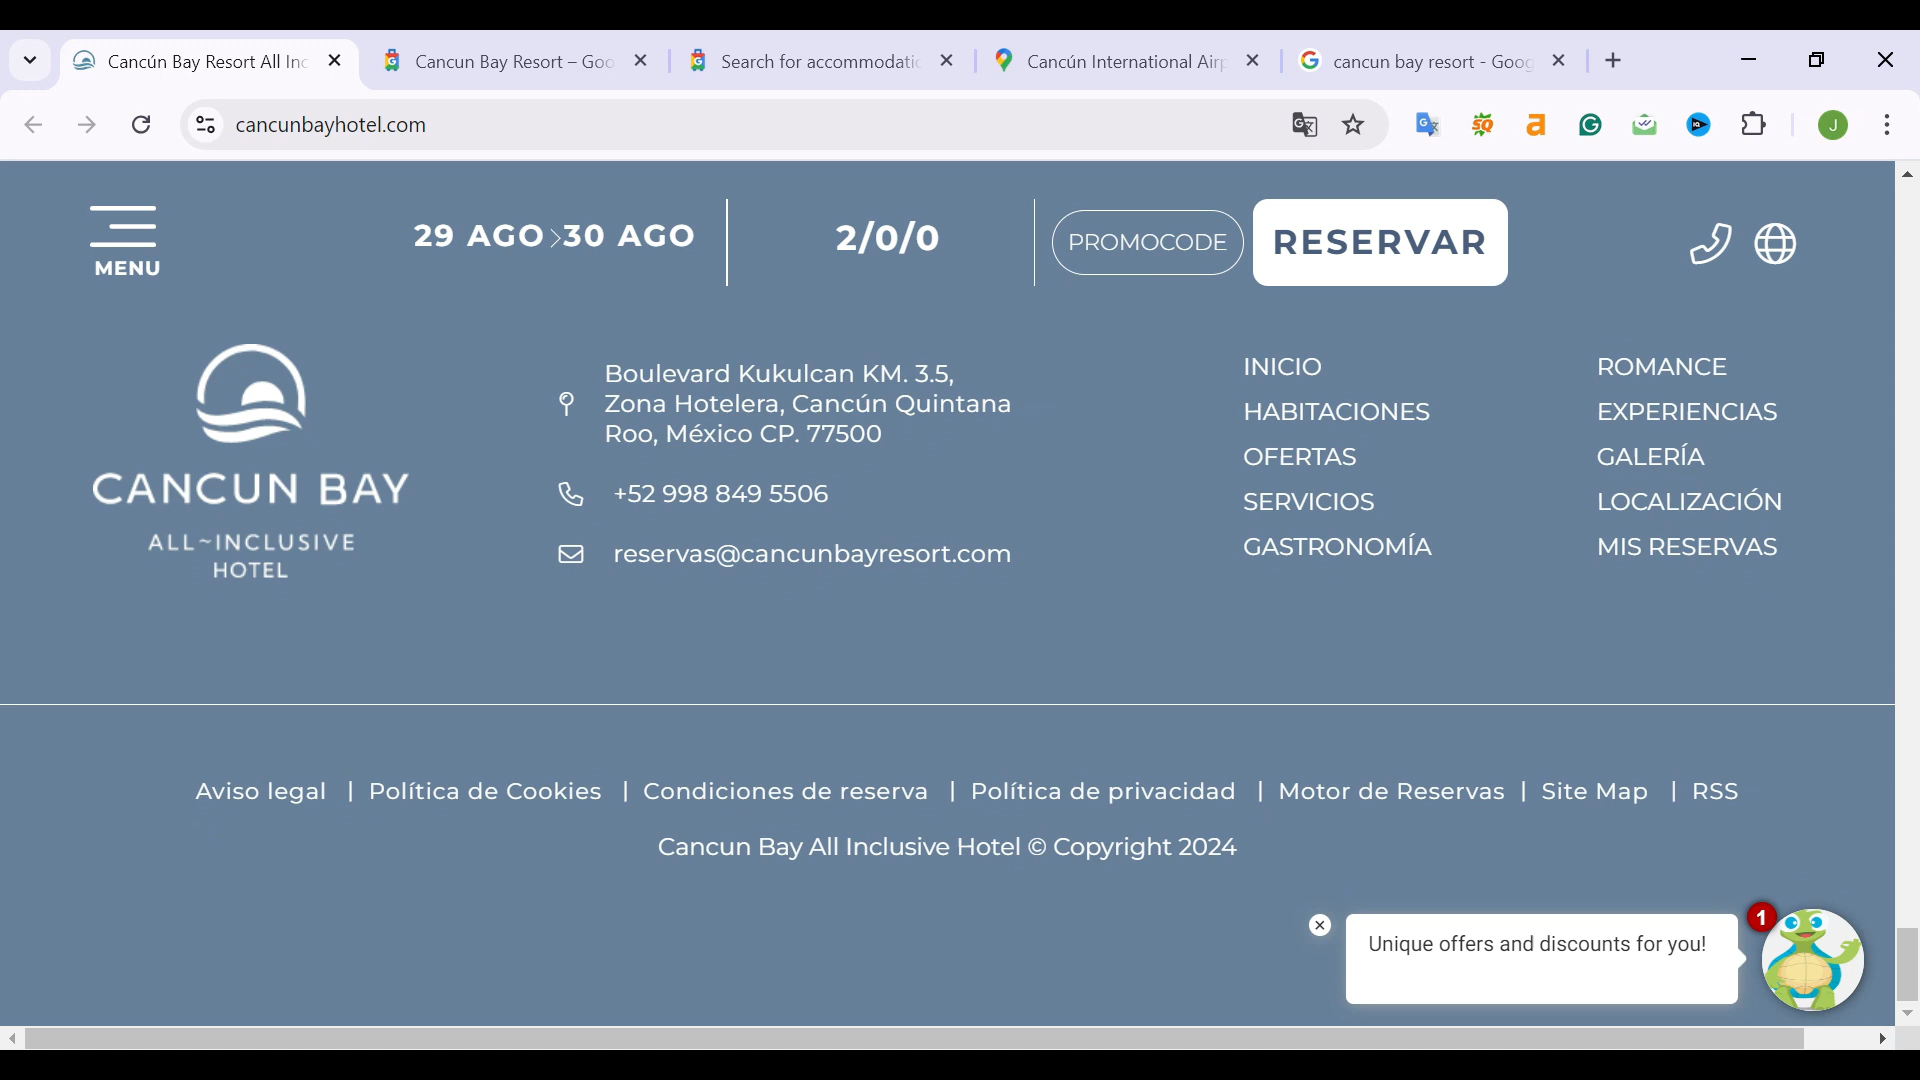 Cancún Bay Resort All Inc
Cancun Bay Resort – Goo
Search for accommodatio
Cancún International Airp
cancun bay resort - Goog
cancunbayhotel.com
J
MENU
29 AGO 30 AGO
2/0/0
PROMOCODE
RESERVAR
CANCUN BAY
ALL~INCLUSIVE
HOTEL
Boulevard Kukulcan KM. 3.5,
Zona Hotelera, Cancún Quintana
Roo, México CP. 77500
+52 998 849 5506
reservas@cancunbayresort.com
INICIO
HABITACIONES
OFERTAS
SERVICIOS
GASTRONOMÍA
ROMANCE
EXPERIENCIAS
GALERÍA
LOCALIZACIÓN
MIS RESERVAS
Aviso legal | Política de Cookies | Condiciones de reserva | Política de privacidad | Motor de Reservas | Site Map | RSS
Cancun Bay All Inclusive Hotel © Copyright 2024
Unique offers and discounts for you!
1